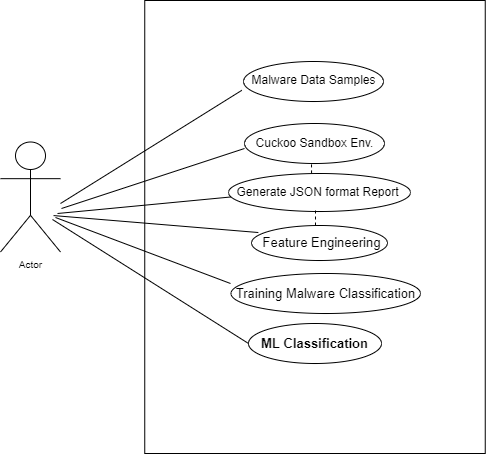 Malware Data Samples
Cuckoo Sandbox Env.
Generate JSON format Report
Feature Engineering
Actor
Training Malware Classification
ML Classification